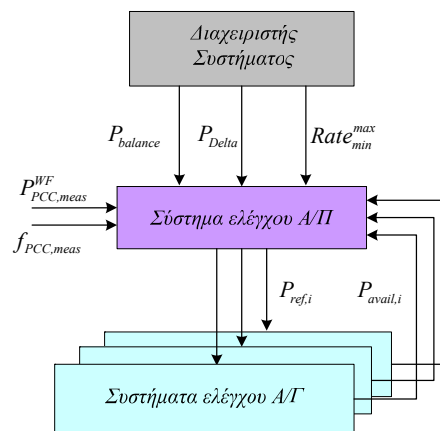 Διαχειριστής
Συστήματος
P_balance
P_Delta
Rate_min^max
P_PCC,meas^WF
Σύστημα ελέγχου Α/Π
f_PCC,meas
P_ref,i
P_avail,i
Συστήματα ελέγχου Α/Γ